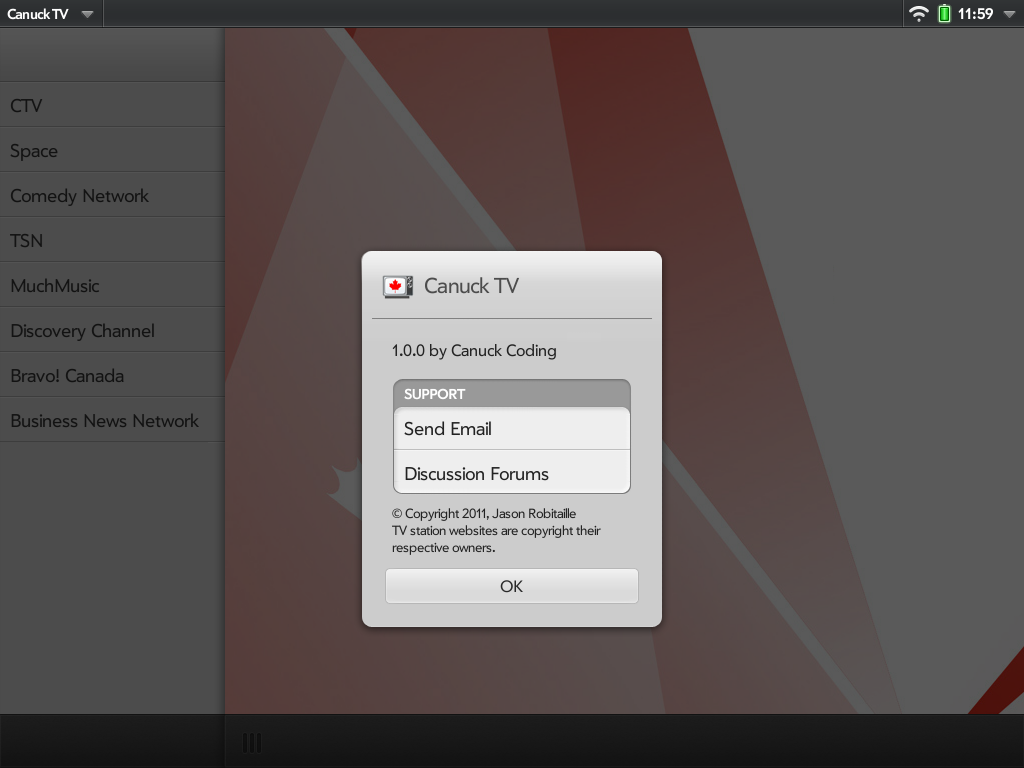 Canuck TV
11:59
CTV
Space
Comedy Network
TSN
MuchMusic
Discovery Channel
Bravo! Canada
Business News Network
Canuck TV
1.0.0 by Canuck Coding
SUPPORT
Send Email
Discussion Forums
© Copyright 2011, Jason Robitaille
TV station websites are copyright their
respective owners.
OK